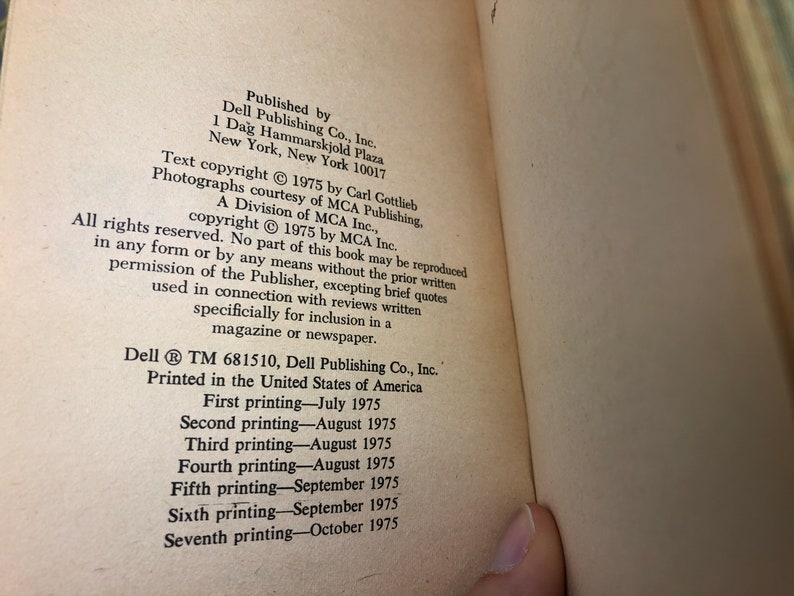 Published by
Dell Publishing Co., Inc.
1 Dag Hammarskjold Plaza
New York, New York 10017
Text copyright © 1975 by Carl Gottlieb
Photographs courtesy of MCA Publishing,
A Division of MCA Inc.,
copyright © 1975 by MCA Inc.
All rights reserved. No part of this book may be reproduced
in any form or by any means without the prior written
permission of the Publisher, excepting brief quotes
used in connection with reviews written
specificially for inclusion in a
magazine or newspaper.
Dell ® TM 681510, Dell Publishing Co., Inc.
Printed in the United States of America
First printing—July 1975
Second printing—August 1975
Third printing—August 1975
Fourth printing—August 1975
Fifth printing—September 1975
Sixth printing—September 1975
Seventh printing—October 1975